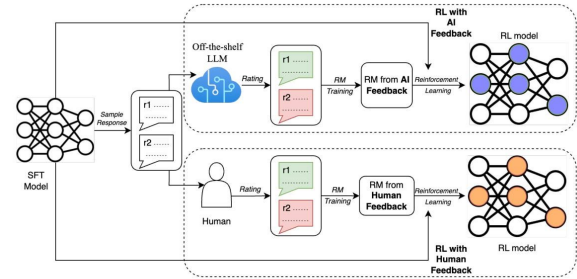 RL with
AI
Feedback
RL model
Off-the-shelf
LLM
Rating
r1 ......
.........
r2 ......
.........
RM
Training
RM from AI
Feedback
Reinforcement
Learning
Sample
Response
r1 ......
.........
r2 ......
.........
SFT
Model
Human
Rating
r1 ......
.........
r2 ......
.........
RM
Training
RM from
Human
Feedback
Reinforcement
Learning
RL with
Human
Feedback
RL model